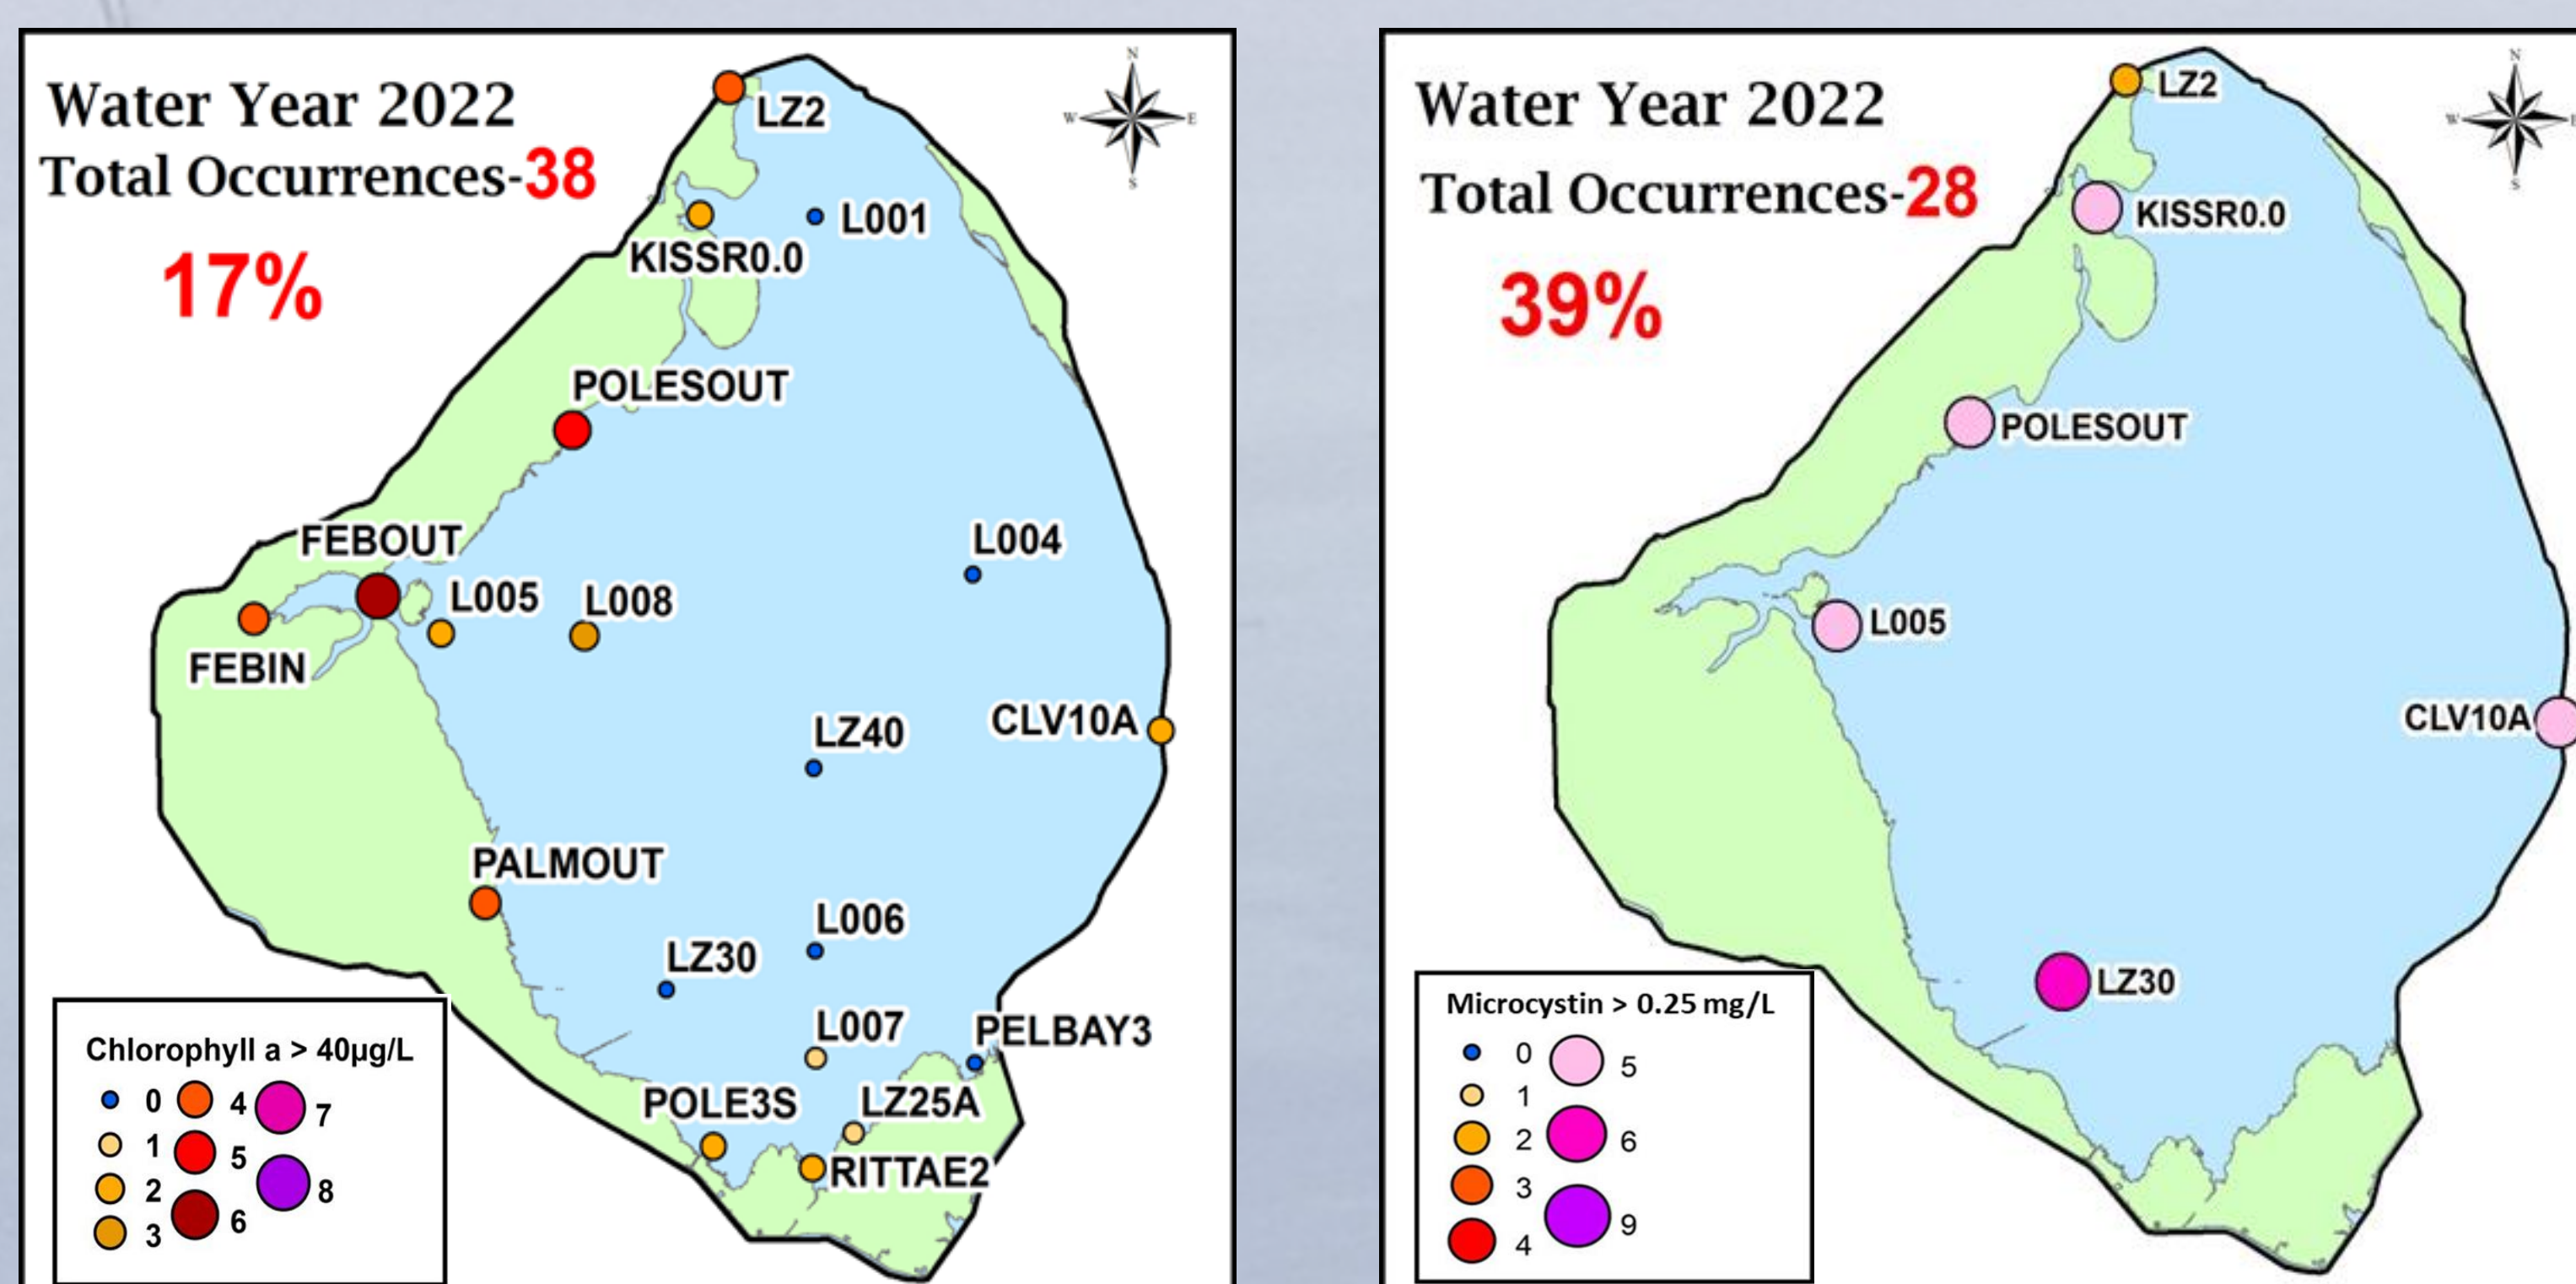 Water Year 2022
Total Occurrences-38
17%
N
W
E
S
LZ2
L001
KISSR0.0
POLESOUT
FEBOUT
L004
L005
L008
FEBIN
LZ40
CLV10A
PALMOUT
L006
LZ30
L007
PELBAY3
POLE3S
LZ25A
RITTAE2
Chlorophyll a > 40µg/L
0 4 7
1 5 8
2 6
3
Water Year 2022
Total Occurrences-28
39%
N
W
E
S
LZ2
KISSR0.0
POLESOUT
L005
CLV10A
LZ30
Microcystin > 0.25 mg/L
0 5
1
2 6
3
4 9